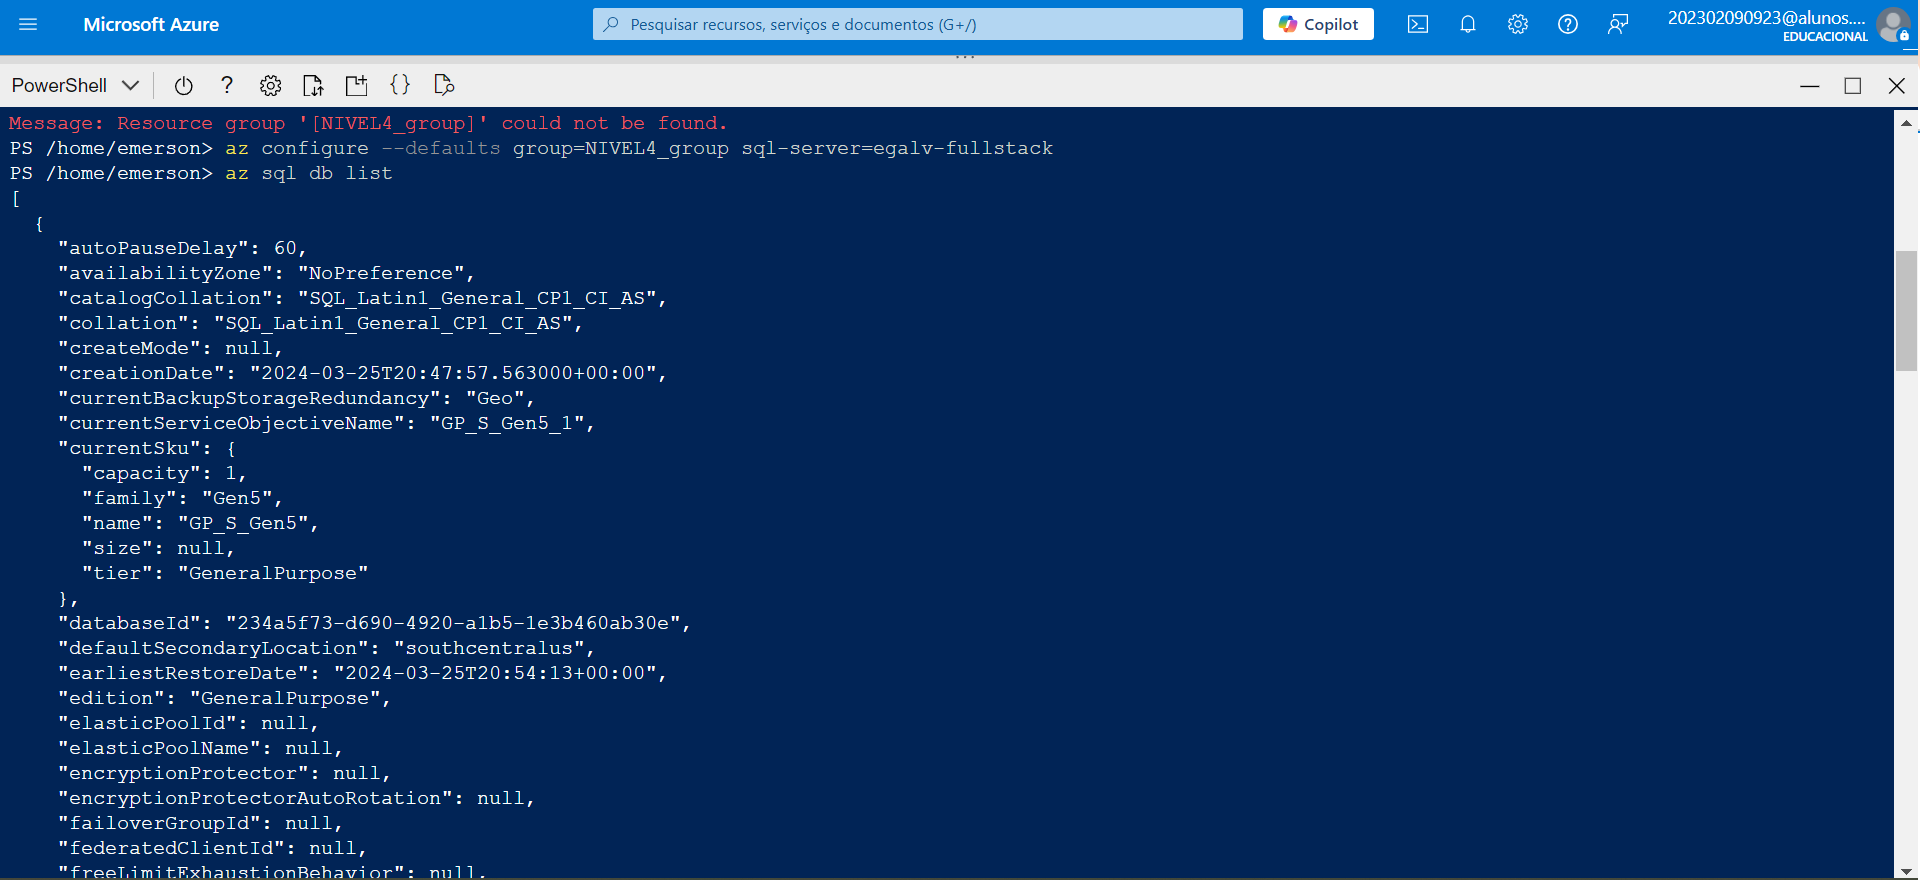 Microsoft Azure
Pesquisar recursos, serviços e documentos (G+/)
Copilot
202302090923@alunos....
EDUCACIONAL
PowerShell
Message: Resource group '[NIVEL4_group]' could not be found.
PS /home/emerson> az configure --defaults group=NIVEL4_group sql-server=egalv-fullstack
PS /home/emerson> az sql db list
[
{
"autoPauseDelay": 60,
"availabilityZone": "NoPreference",
"catalogCollation": "SQL_Latin1_General_CP1_CI_AS",
"collation": "SQL_Latin1_General_CP1_CI_AS",
"createMode": null,
"creationDate": "2024-03-25T20:47:57.563000+00:00",
"currentBackupStorageRedundancy": "Geo",
"currentServiceObjectiveName": "GP_S_Gen5_1",
"currentSku": {
"capacity": 1,
"family": "Gen5",
"name": "GP_S_Gen5",
"size": null,
"tier": "GeneralPurpose"
},
"databaseId": "234a5f73-d690-4920-a1b5-1e3b460ab30e",
"defaultSecondaryLocation": "southcentralus",
"earliestRestoreDate": "2024-03-25T20:54:13+00:00",
"edition": "GeneralPurpose",
"elasticPoolId": null,
"elasticPoolName": null,
"encryptionProtector": null,
"encryptionProtectorAutoRotation": null,
"failoverGroupId": null,
"federatedClientId": null,
"freeLimitExhaustionBehavior": null,